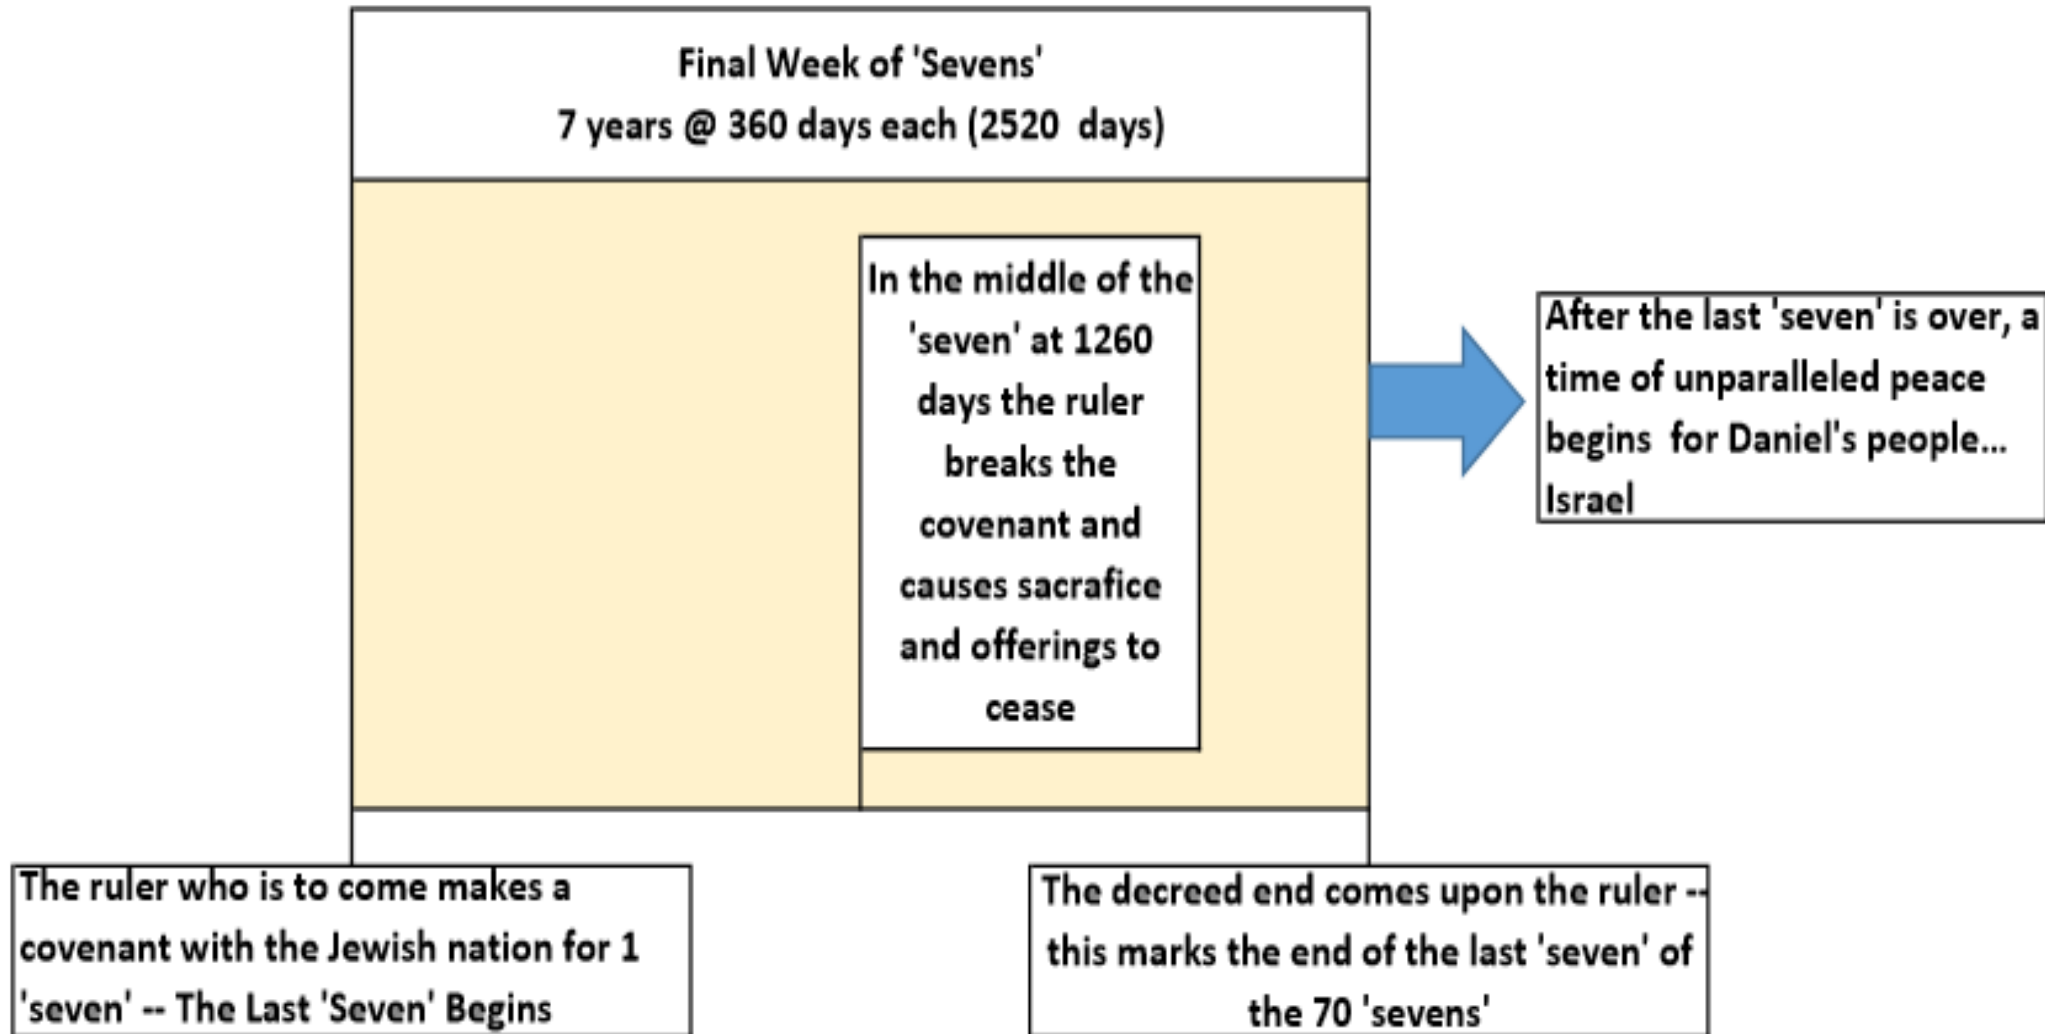 Final Week of 'Sevens'
7 years @ 360 days each (2520  days)
In the middle of the
'seven' at 1260
days the ruler
breaks the
covenant and
causes sacrafice
and offerings to
cease
After the last 'seven' is over, a
time of unparalleled peace
begins  for Daniel's people...
Israel
The ruler who is to come makes a
covenant with the Jewish nation for 1
'seven' -- The Last 'Seven' Begins
The decreed end comes upon the ruler --
this marks the end of the last 'seven' of
the 70 'sevens'